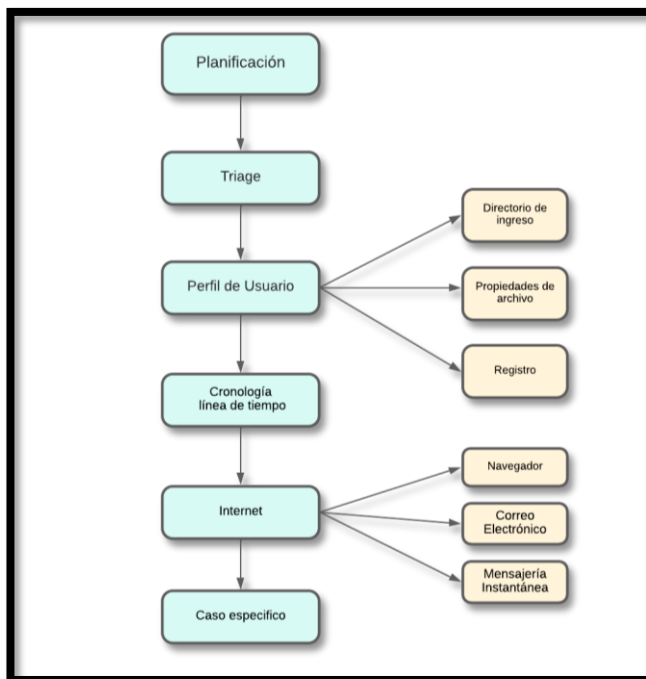 Planificación
Triage
Directorio de
ingreso
Perfil de Usuario
Propiedades de
archivo
Registro
Cronología
línea de tiempo
Navegador
Internet
Correo
Electrónico
Mensajería
Instantánea
Caso especifico